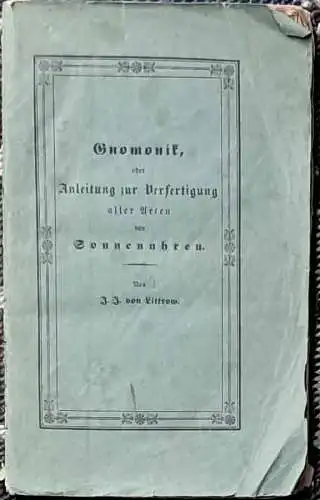 Gnomonik,
oder
Anleitung zur Verfertigung
aller Arten
von
Sonnenuhren.
Von
J. J. von Littrow.